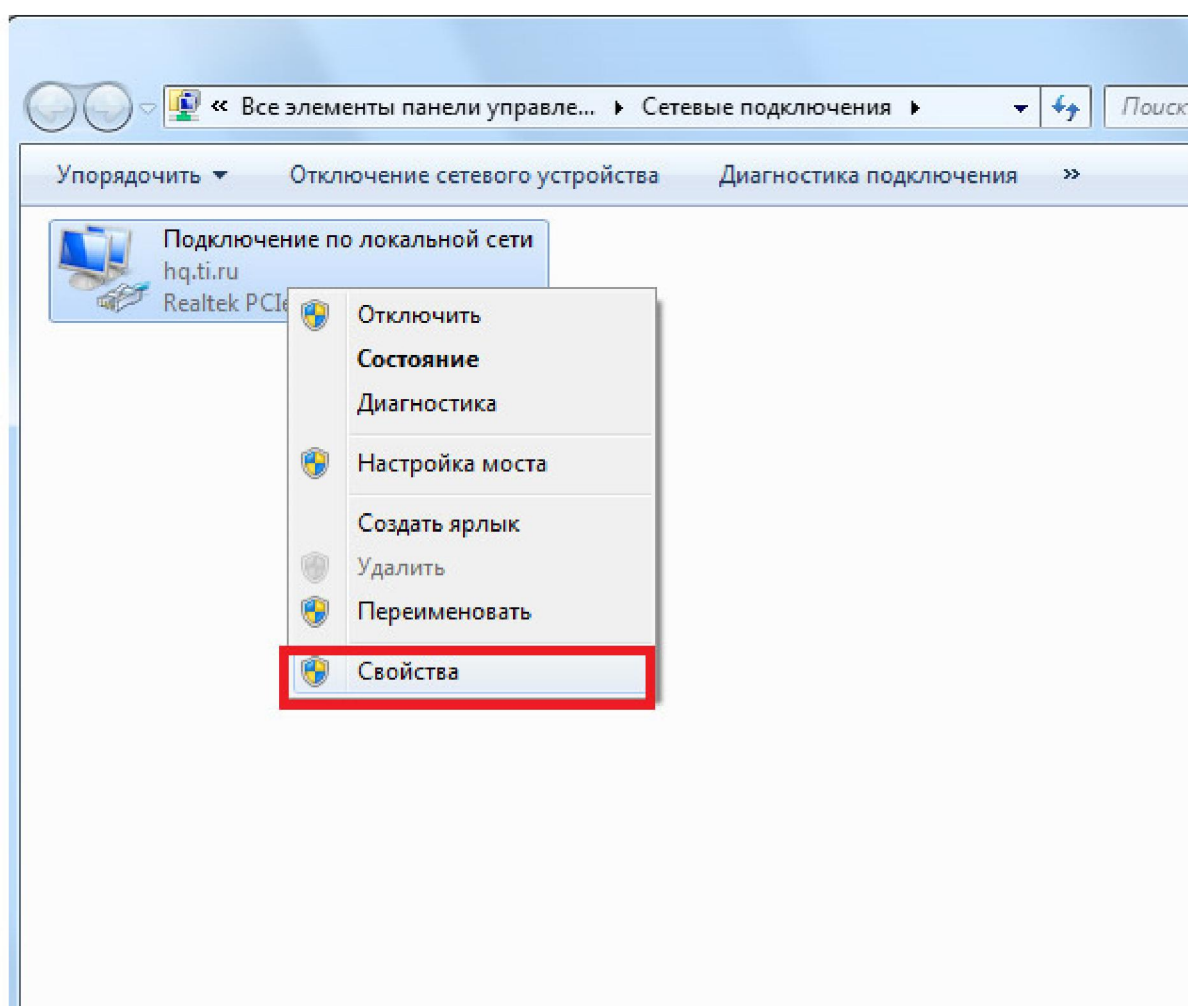 « Все элементы панели управле... Сетевые подключения Поиск
Упорядочить Отключение сетевого устройства Диагностика подключения »
Подключение по локальной сети
hq.ti.ru
Realtek PCIe
Отключить
Состояние
Диагностика
Настройка моста
Создать ярлык
Удалить
Переименовать
Свойства